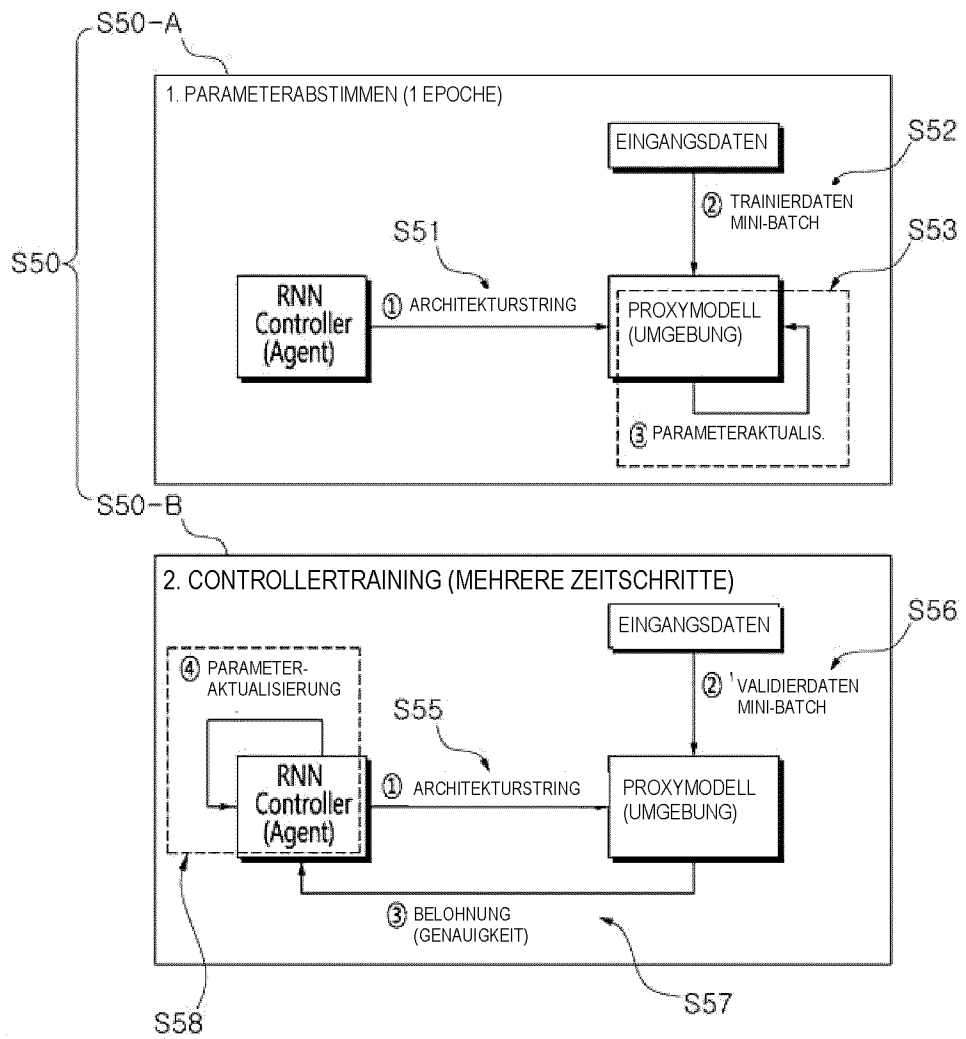 S50-A
1. PARAMETERABSTIMMEN (1 EPOCHE)
EINGANGSDATEN
S52
② TRAINIERDATEN
MINI-BATCH
S51
S53
S50
RNN
Controller
(Agent)
① ARCHITEKTURSTRING
PROXYMODELL
(UMGEBUNG)
③ PARAMETERAKTUALIS.
S50-B
2. CONTROLLERTRAINING (MEHRERE ZEITSCHRITTE)
EINGANGSDATEN
S56
④ PARAMETER-
AKTUALISIERUNG
②' VALIDIERDATEN
MINI-BATCH
S55
RNN
Controller
(Agent)
① ARCHITEKTURSTRING
PROXYMODELL
(UMGEBUNG)
③ BELOHNUNG
(GENAUIGKEIT)
S57
S58